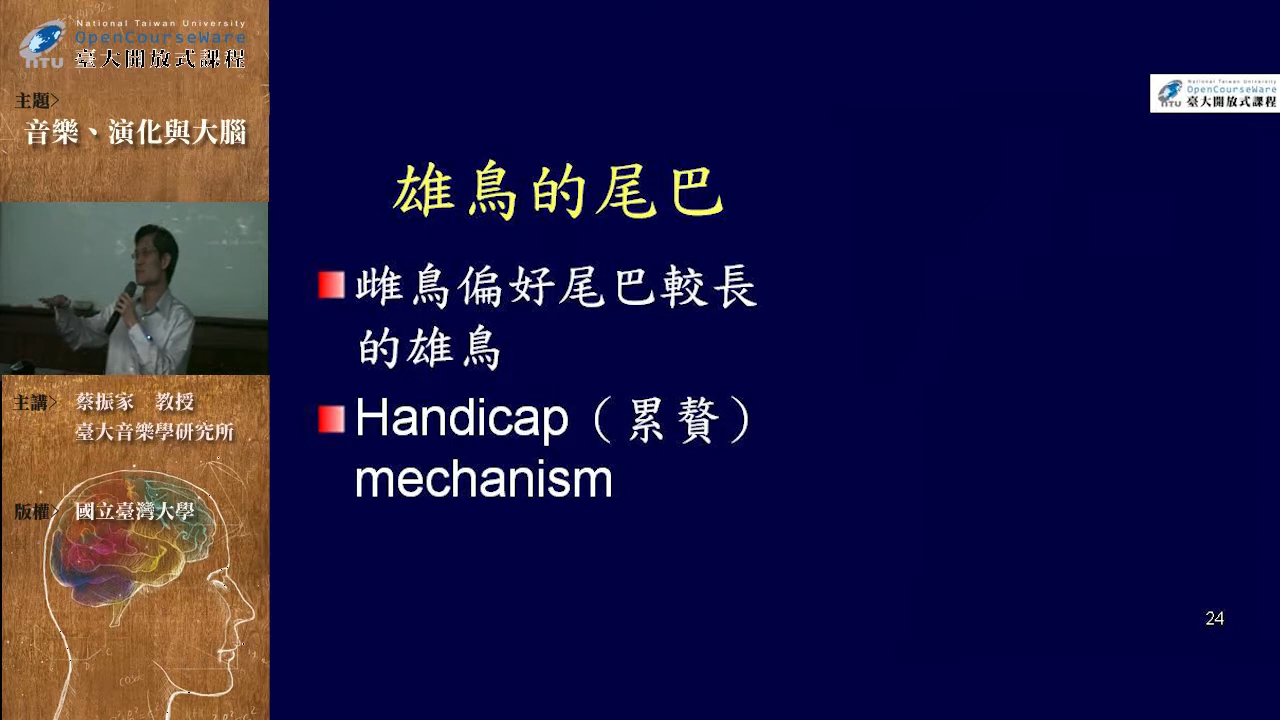 National Taiwan University
OpenCourseWare
NTU 臺大開放式課程
主題>
音樂、演化與大腦
主講> 蔡振家 教授
臺大音樂學研究所
版權> 國立臺灣大學
National Taiwan University
OpenCourseWare
NTU 臺大開放式課程
雄鳥的尾巴
雌鳥偏好尾巴較長
的雄鳥
Handicap（累贅）
mechanism
24